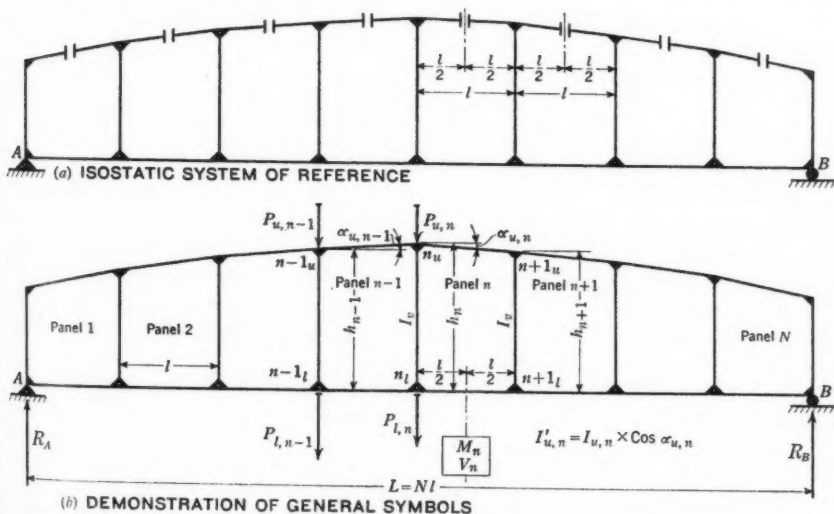 l/2 l/2 l/2 l/2
l l
A B
(a) ISOSTATIC SYSTEM OF REFERENCE
P_{u,n-1} P_{u,n}
α_{u,n-1} α_{u,n}
n-1_u n_u n+1_u
Panel n-1 Panel n Panel n+1
Panel 1 Panel 2 h_{n-1} I_v h_n I_v h_{n+1} Panel N
l
A n-1_l n_l l/2 l/2 n+1_l B
R_A P_{l,n-1} P_{l,n} M_n I'_{u,n}=I_{u,n}×Cos α_{u,n} R_B
V_n
L=Nl
(b) DEMONSTRATION OF GENERAL SYMBOLS